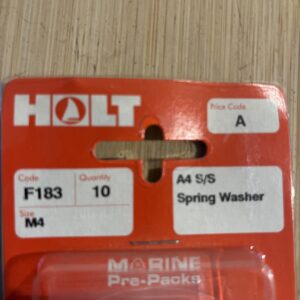 HOLT
Price Code
A
Code
F183
Quantity
10
Size
M4
A4 S/S
Spring Washer
MARINE
Pre-Packs